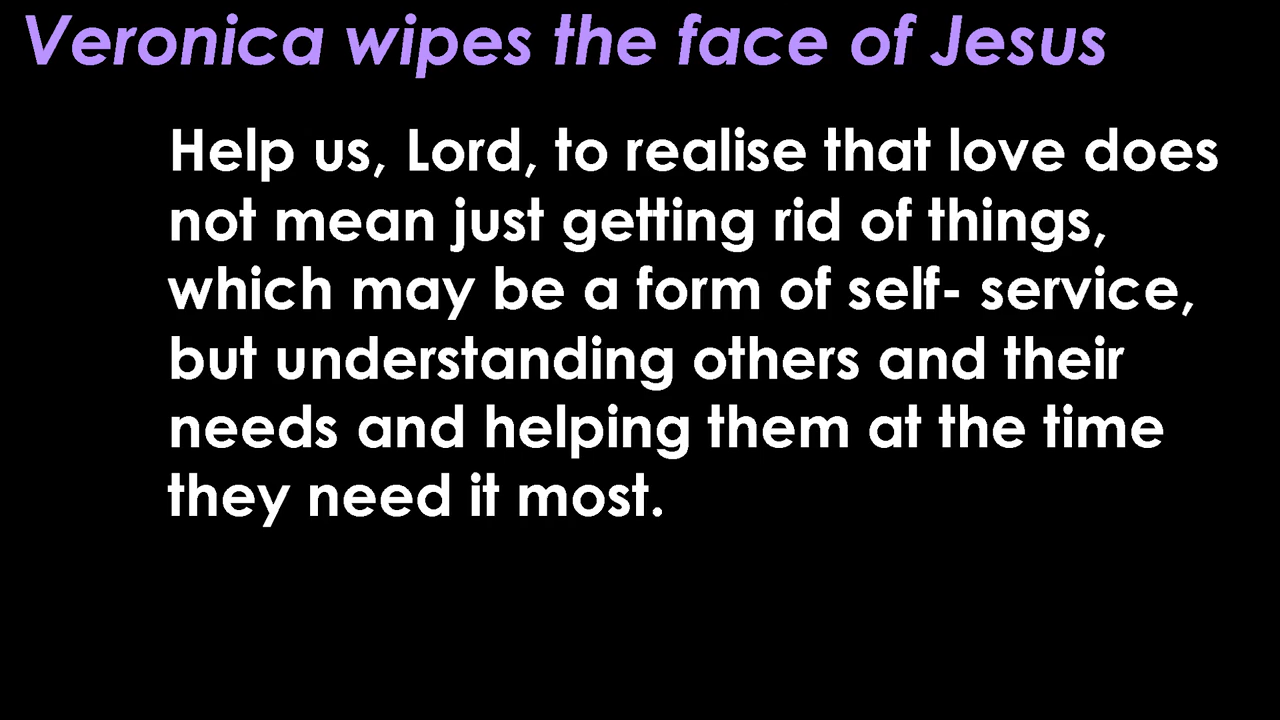 Veronica wipes the face of Jesus
Help us, Lord, to realise that love does
not mean just getting rid of things,
which may be a form of self- service,
but understanding others and their
needs and helping them at the time
they need it most.